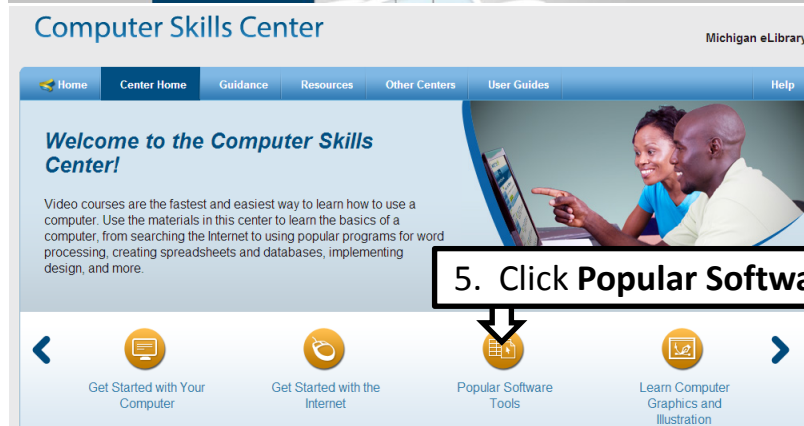 Computer Skills Center
Michigan eLibrary
Home Center Home Guidance Resources Other Centers User Guides Help
Welcome to the Computer Skills
Center!
Video courses are the fastest and easiest way to learn how to use a
computer. Use the materials in this center to learn the basics of a
computer, from searching the Internet to using popular programs for word
processing, creating spreadsheets and databases, implementing
design, and more.
5. Click Popular Softwa
Get Started with Your
Computer
Get Started with the
Internet
Popular Software
Tools
Learn Computer
Graphics and
Illustration